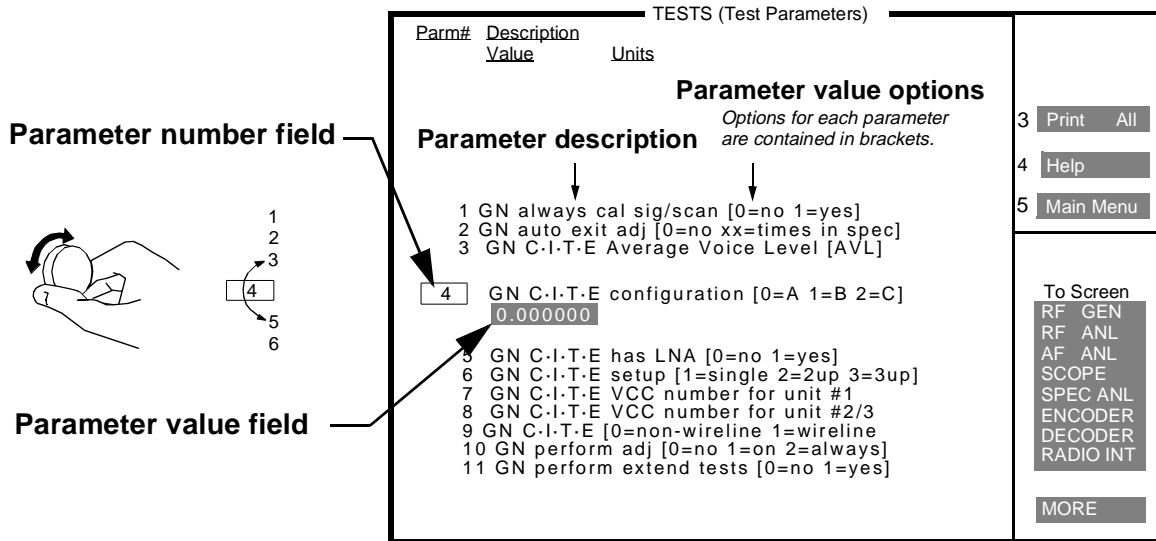 TESTS (Test Parameters)
Parm# Description
Value Units
Parameter value options
Options for each parameter
are contained in brackets.
Parameter number field
Parameter description
1 GN always cal sig/scan [0=no 1=yes]
2 GN auto exit adj [0=no xx=times in spec]
3 GN C·I·T·E Average Voice Level [AVL]
4 GN C·I·T·E configuration [0=A 1=B 2=C]
0.000000
5 GN C·I·T·E has LNA [0=no 1=yes]
6 GN C·I·T·E setup [1=single 2=2up 3=3up]
7 GN C·I·T·E VCC number for unit #1
8 GN C·I·T·E VCC number for unit #2/3
9 GN C·I·T·E [0=non-wireline 1=wireline
10 GN perform adj [0=no 1=on 2=always]
11 GN perform extend tests [0=no 1=yes]
1
2
3
4
5
6
Parameter value field
3 Print All
4 Help
5 Main Menu
To Screen
RF GEN
RF ANL
AF ANL
SCOPE
SPEC ANL
ENCODER
DECODER
RADIO INT
MORE